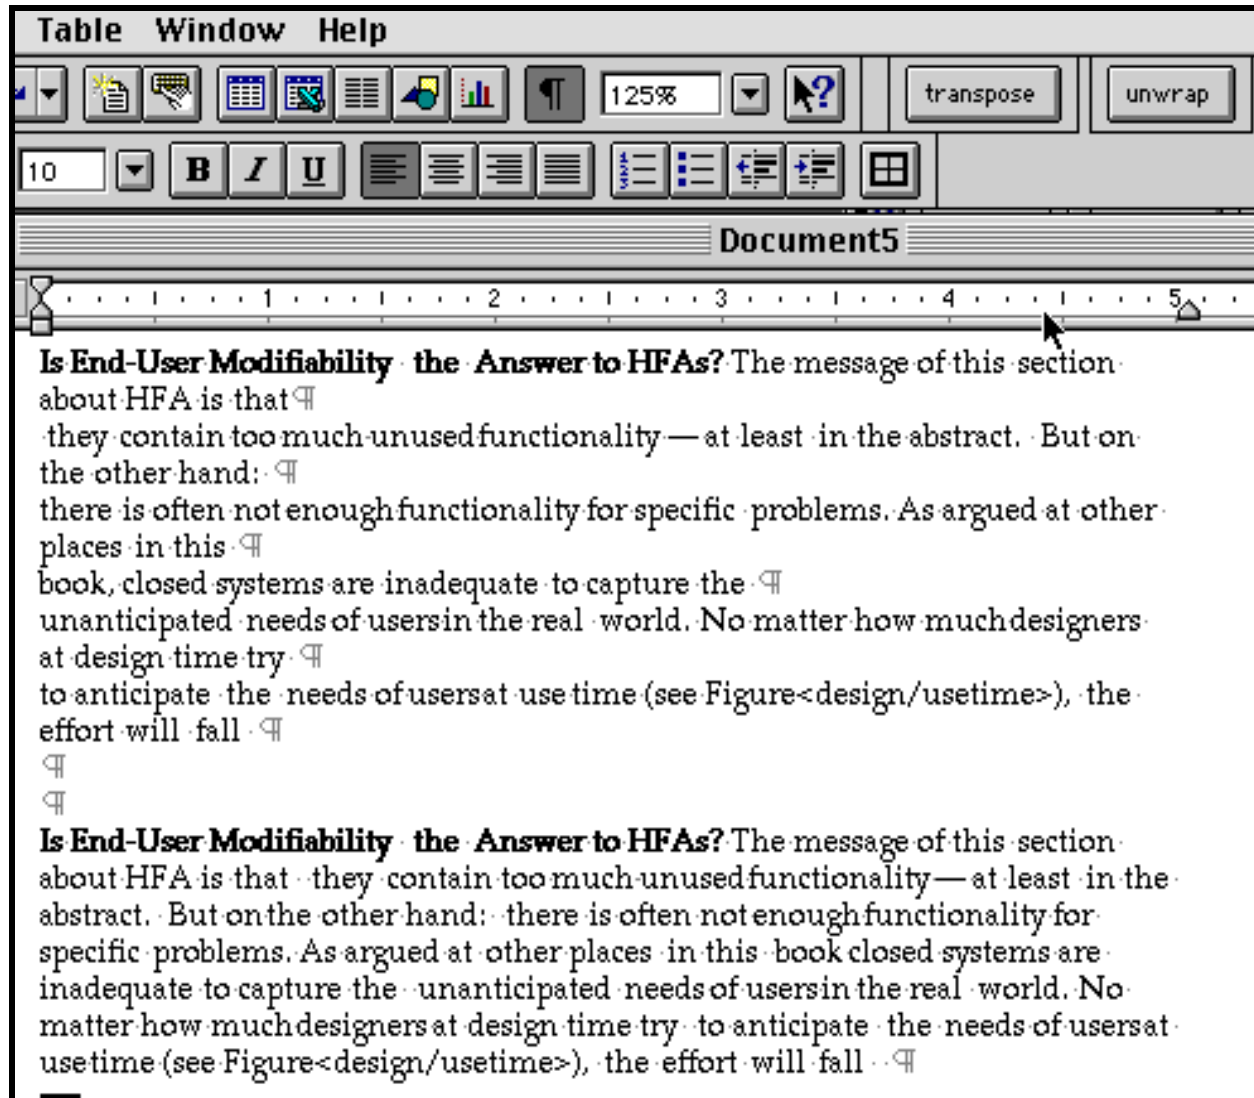 Table Window Help
125% transpose unwrap
10 B I U
Document5
1 2 3 4 5
Is End-User Modifiability the Answer to HFAs? The message of this section
about HFA is that¶
they contain too much unused functionality — at least in the abstract. But on
the other hand: ¶
there is often not enough functionality for specific problems. As argued at other
places in this ¶
book, closed systems are inadequate to capture the ¶
unanticipated needs of users in the real world. No matter how much designers
at design time try ¶
to anticipate the needs of users at use time (see Figure<design/usetime>), the
effort will fall ¶
¶
¶
Is End-User Modifiability the Answer to HFAs? The message of this section
about HFA is that they contain too much unused functionality — at least in the
abstract. But on the other hand: there is often not enough functionality for
specific problems. As argued at other places in this book closed systems are
inadequate to capture the unanticipated needs of users in the real world. No
matter how much designers at design time try to anticipate the needs of users at
use time (see Figure<design/usetime>), the effort will fall ¶